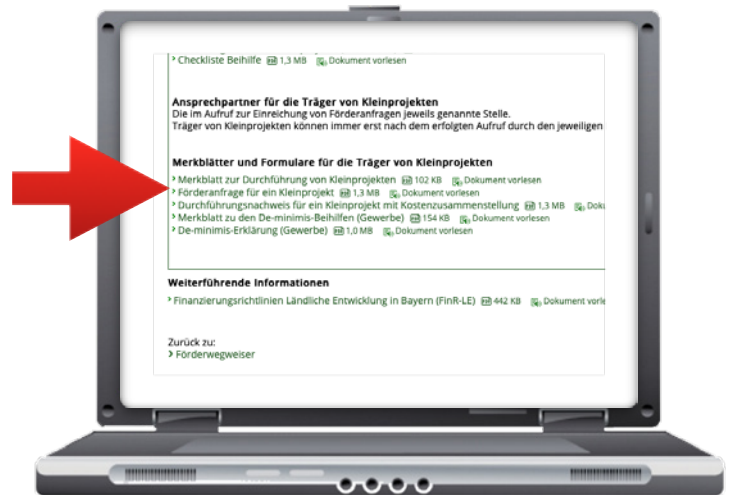 > Checkliste Beihilfe 1,3 MB Dokument vorlesen
Ansprechpartner für die Träger von Kleinprojekten
Die im Aufruf zur Einreichung von Förderanfragen jeweils genannte Stelle.
Träger von Kleinprojekten können immer erst nach dem erfolgten Aufruf durch den jeweiligen
Merkblätter und Formulare für die Träger von Kleinprojekten
> Merkblatt zur Durchführung von Kleinprojekten 102 KB Dokument vorlesen
> Förderanfrage für ein Kleinprojekt 1,3 MB Dokument vorlesen
> Durchführungsnachweis für ein Kleinprojekt mit Kostenzusammenstellung 1,3 MB Doku
> Merkblatt zu den De-minimis-Beihilfen (Gewerbe) 154 KB Dokument vorlesen
> De-minimis-Erklärung (Gewerbe) 1,0 MB Dokument vorlesen
Weiterführende Informationen
> Finanzierungsrichtlinien Ländliche Entwicklung in Bayern (FinR-LE) 442 KB Dokument vorle
Zurück zu:
> Förderwegweiser